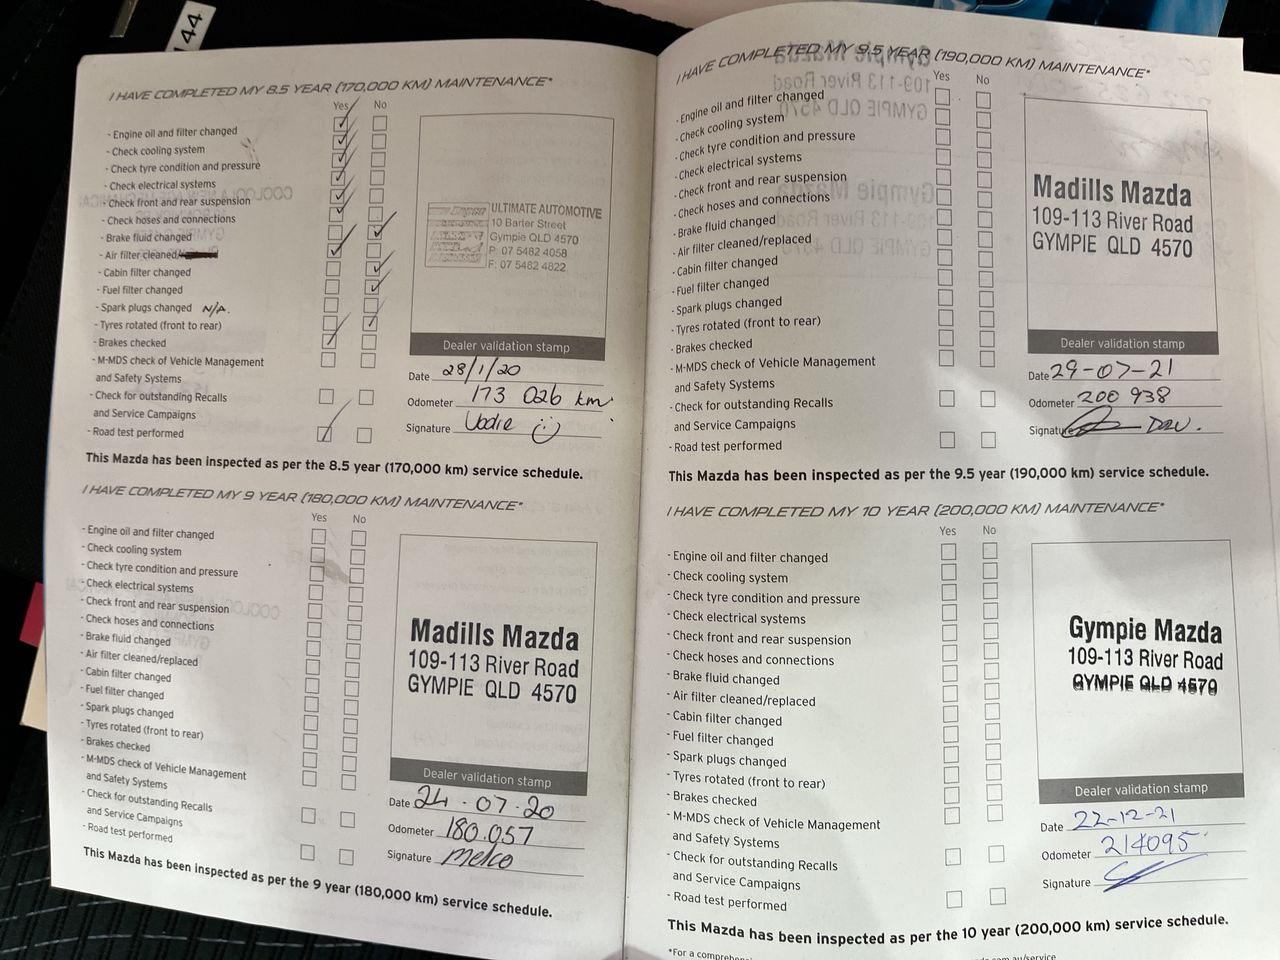 144
I HAVE COMPLETED MY 8.5 YEAR (170,000 KM) MAINTENANCE*
Yes No
- Engine oil and filter changed
- Check cooling system
- Check tyre condition and pressure
- Check electrical systems
- Check front and rear suspension
- Check hoses and connections
- Brake fluid changed
- Air filter cleaned/
- Cabin filter changed
- Fuel filter changed
- Spark plugs changed N/A.
- Tyres rotated (front to rear)
- Brakes checked
- M-MDS check of Vehicle Management
and Safety Systems
- Check for outstanding Recalls
and Service Campaigns
- Road test performed
ULTIMATE AUTOMOTIVE
10 Barter Street
Gympie QLD 4570
P: 07 5482 4058
F: 07 5482 4822
Dealer validation stamp
Date 28/1/20
Odometer 173 026 km
Signature
This Mazda has been inspected as per the 8.5 year (170,000 km) service schedule.
I HAVE COMPLETED MY 9 YEAR (180,000 KM) MAINTENANCE*
Yes No
- Engine oil and filter changed
- Check cooling system
- Check tyre condition and pressure
- Check electrical systems
- Check front and rear suspension
- Check hoses and connections
- Brake fluid changed
- Air filter cleaned/replaced
- Cabin filter changed
- Fuel filter changed
- Spark plugs changed
- Tyres rotated (front to rear)
- Brakes checked
- M-MDS check of Vehicle Management
and Safety Systems
- Check for outstanding Recalls
and Service Campaigns
- Road test performed
Madills Mazda
109-113 River Road
GYMPIE QLD 4570
Dealer validation stamp
Date 24.07.20
Odometer 180.057
Signature
This Mazda has been inspected as per the 9 year (180,000 km) service schedule.
I HAVE COMPLETED MY 9.5 YEAR (190,000 KM) MAINTENANCE*
Yes No
- Engine oil and filter changed
- Check cooling system
- Check tyre condition and pressure
- Check electrical systems
- Check front and rear suspension
- Check hoses and connections
- Brake fluid changed
- Air filter cleaned/replaced
- Cabin filter changed
- Fuel filter changed
- Spark plugs changed
- Tyres rotated (front to rear)
- Brakes checked
- M-MDS check of Vehicle Management
and Safety Systems
- Check for outstanding Recalls
and Service Campaigns
- Road test performed
Madills Mazda
109-113 River Road
GYMPIE QLD 4570
Dealer validation stamp
Date 29-07-21
Odometer 200 938
Signature
This Mazda has been inspected as per the 9.5 year (190,000 km) service schedule.
I HAVE COMPLETED MY 10 YEAR (200,000 KM) MAINTENANCE*
Yes No
- Engine oil and filter changed
- Check cooling system
- Check tyre condition and pressure
- Check electrical systems
- Check front and rear suspension
- Check hoses and connections
- Brake fluid changed
- Air filter cleaned/replaced
- Cabin filter changed
- Fuel filter changed
- Spark plugs changed
- Tyres rotated (front to rear)
- Brakes checked
- M-MDS check of Vehicle Management
and Safety Systems
- Check for outstanding Recalls
and Service Campaigns
- Road test performed
Gympie Mazda
109-113 River Road
GYMPIE QLD 4570
Dealer validation stamp
Date 22-12-21
Odometer 214095
Signature
This Mazda has been inspected as per the 10 year (200,000 km) service schedule.
*For a